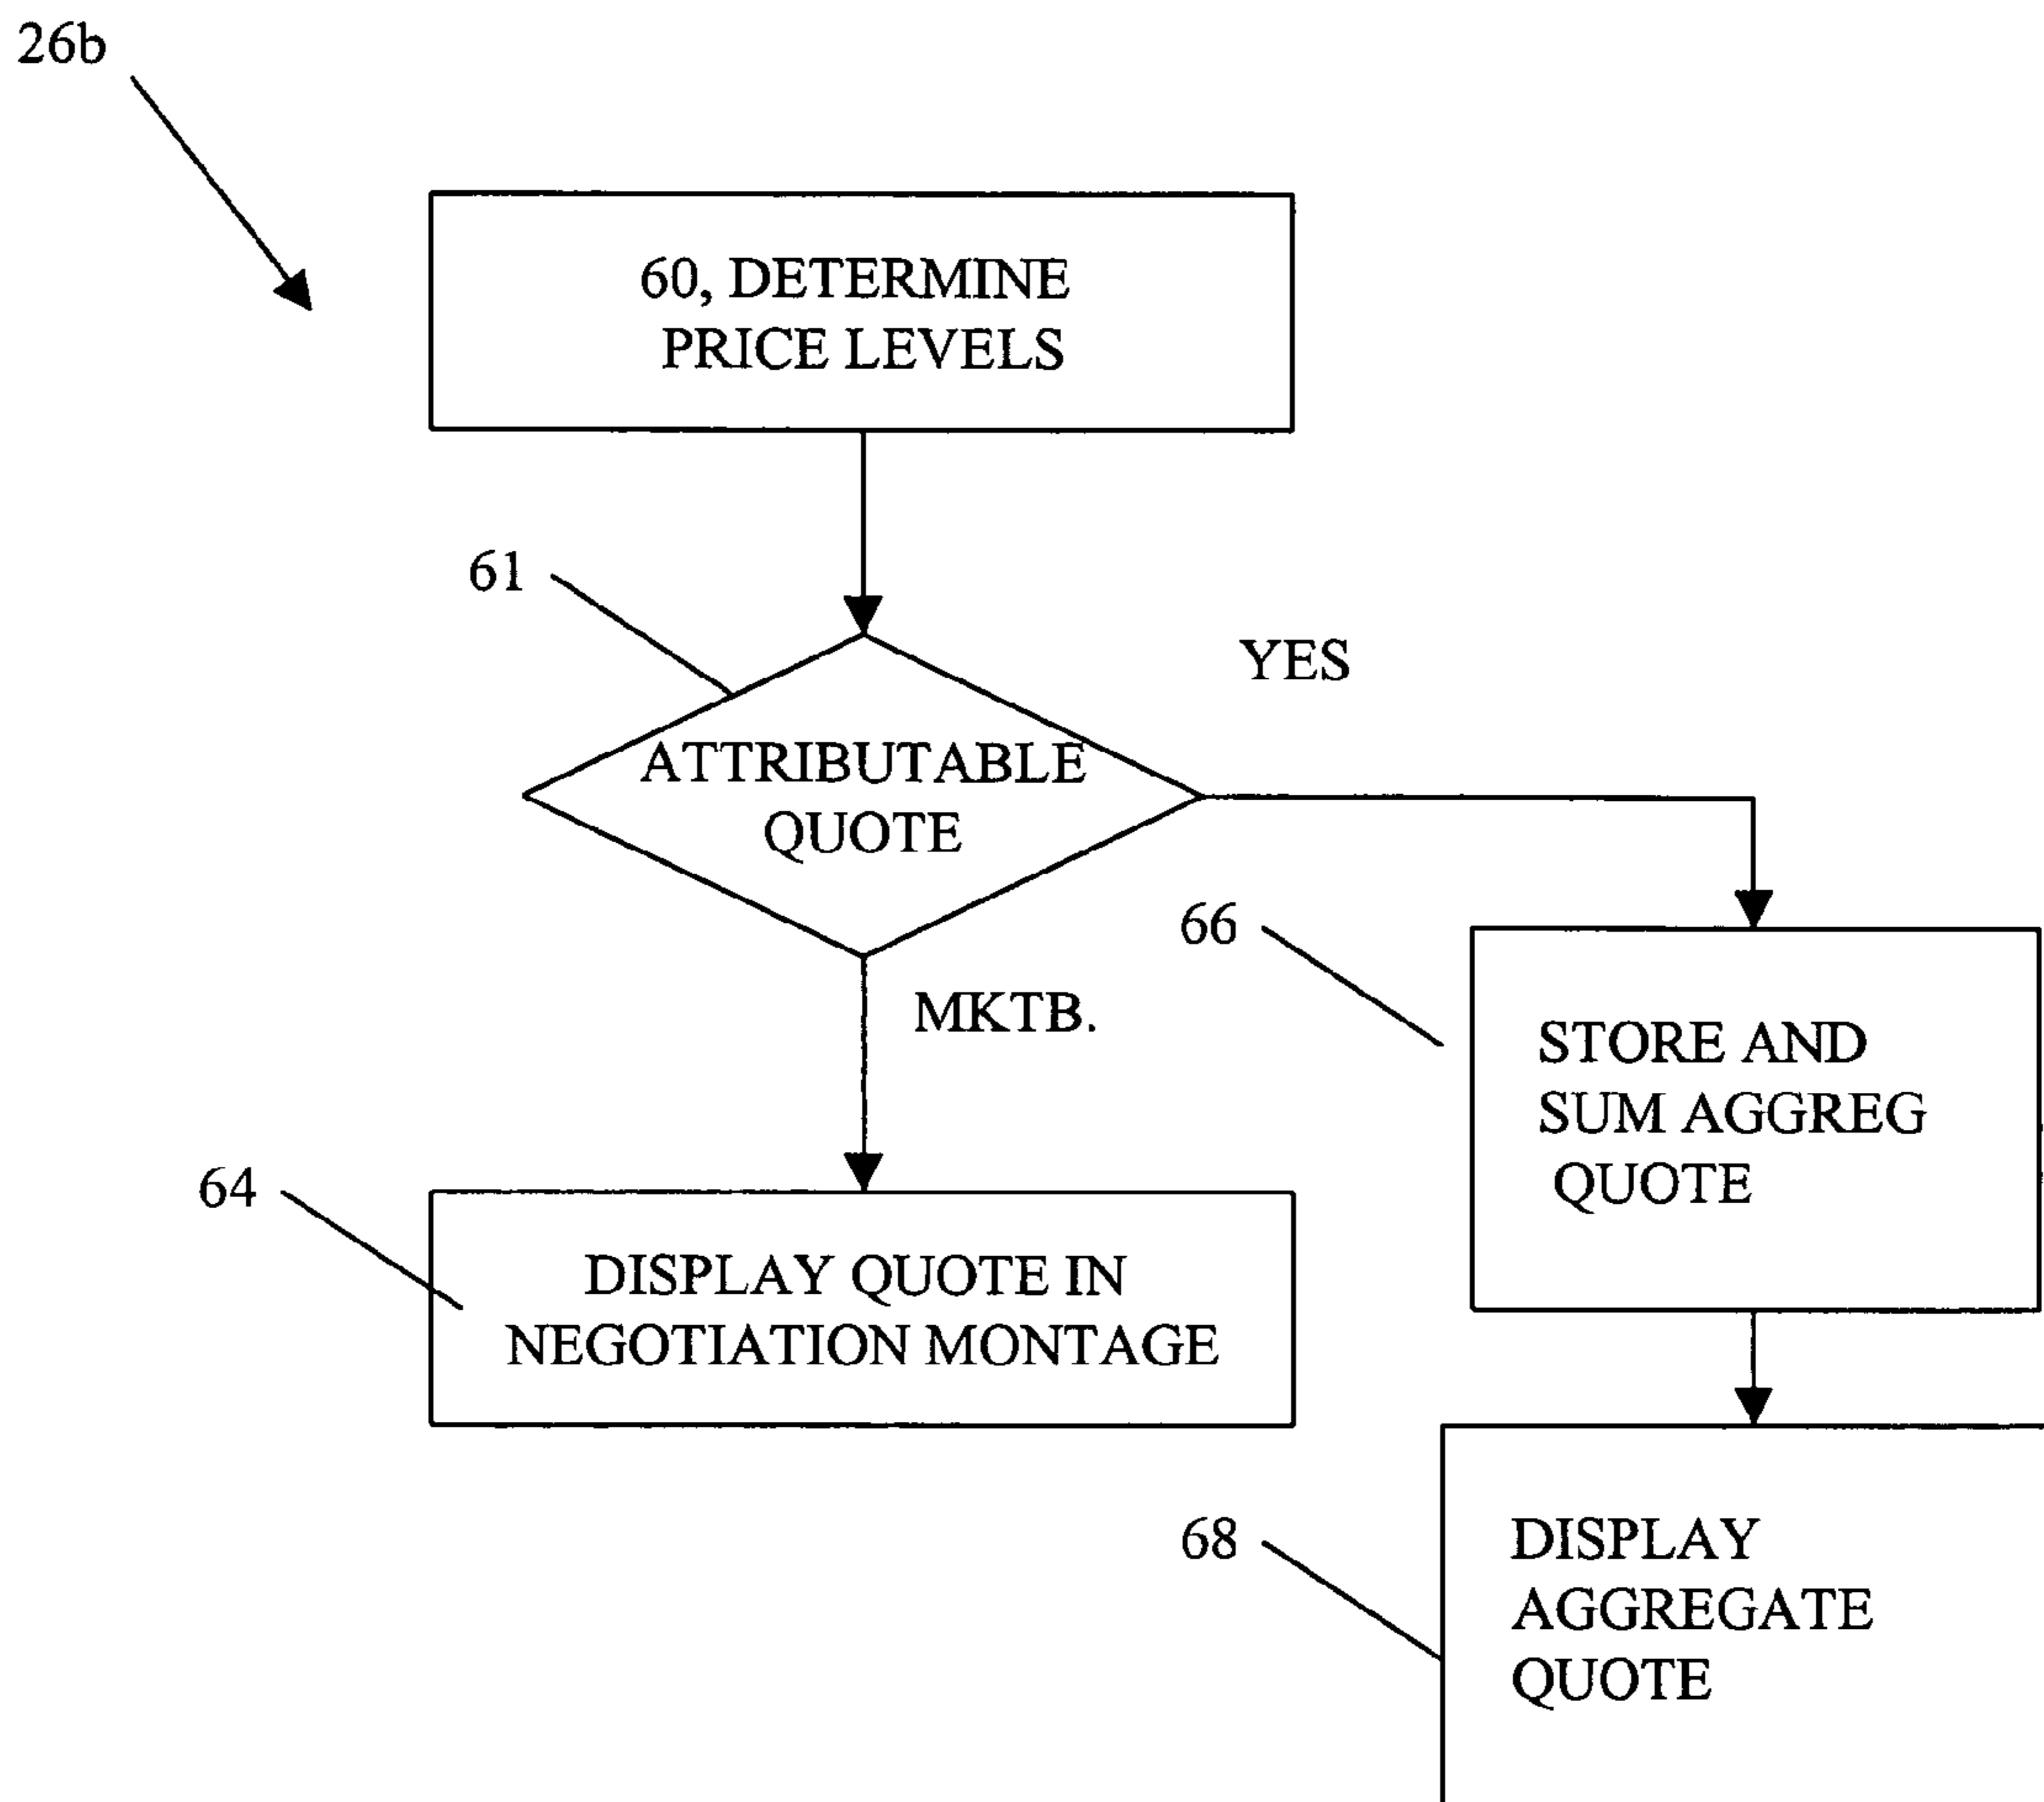 26b
60, DETERMINE
PRICE LEVELS
61
YES
ATTRIBUTABLE
QUOTE
66
MKTB.
STORE AND
SUM AGGREG
QUOTE
64
DISPLAY QUOTE IN
NEGOTIATION MONTAGE
68
DISPLAY
AGGREGATE
QUOTE